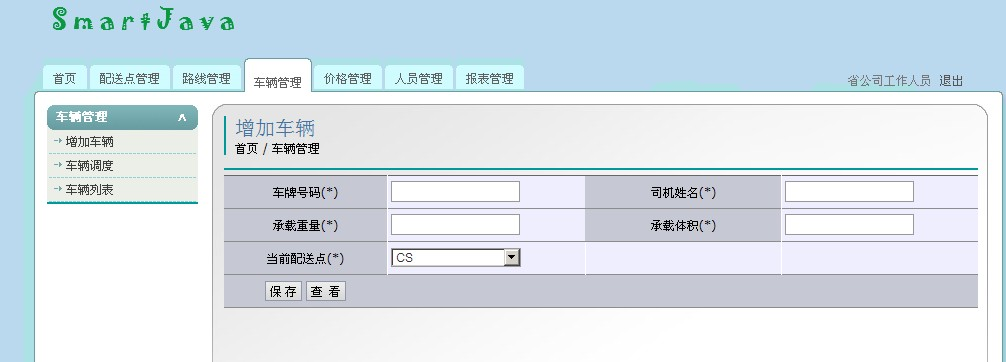 SmartJava
首页 配送点管理 路线管理 车辆管理 价格管理 人员管理 报表管理 省公司工作人员 退出
车辆管理
增加车辆
车辆调度
车辆列表
增加车辆
首页 / 车辆管理
车牌号码(*) 司机姓名(*)
承载重量(*) 承载体积(*)
当前配送点(*) CS
保存 查看